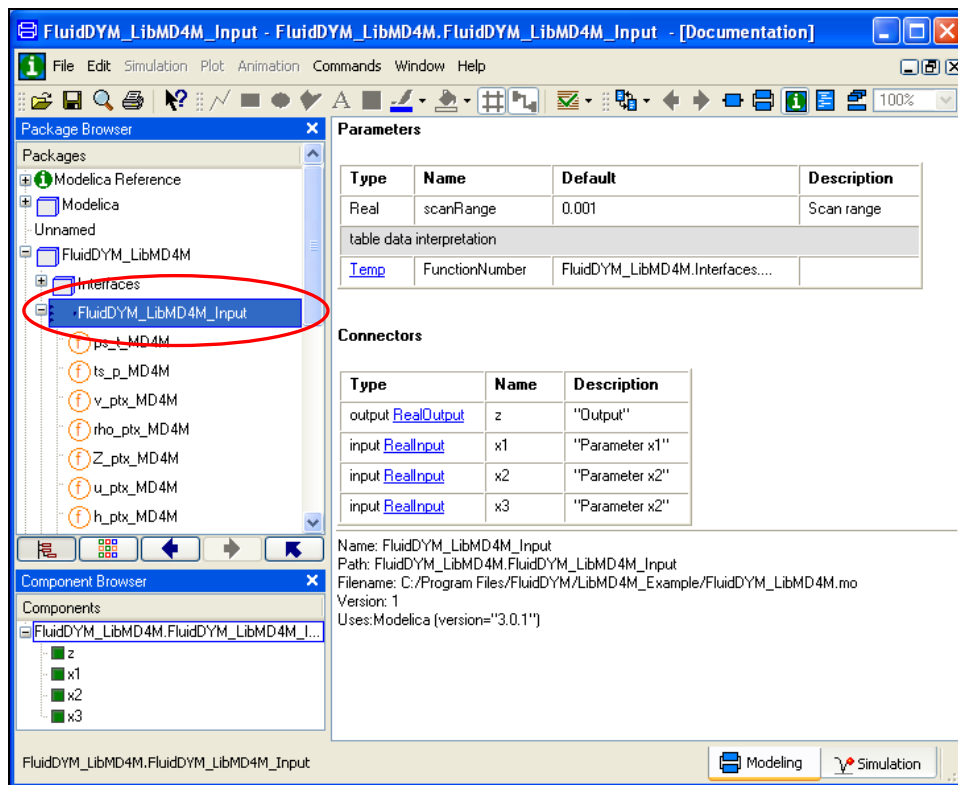 FluidDYM_LibMD4M_Input - FluidDYM_LibMD4M.FluidDYM_LibMD4M_Input - [Documentation]
File Edit Simulation Plot Animation Commands Window Help
100%
Package Browser
Packages
Modelica Reference
Modelica
Unnamed
FluidDYM_LibMD4M
Interfaces
FluidDYM_LibMD4M_Input
ps_t_MD4M
ts_p_MD4M
v_ptx_MD4M
rho_ptx_MD4M
Z_ptx_MD4M
u_ptx_MD4M
h_ptx_MD4M
Component Browser
Components
FluidDYM_LibMD4M.FluidDYM_LibMD4M_I...
z
x1
x2
x3
Parameters
Type Name Default Description
Real scanRange 0.001 Scan range
table data interpretation
Temp FunctionNumber FluidDYM_LibMD4M.Interfaces....
Connectors
Type Name Description
output RealOutput z "Output"
input RealInput x1 "Parameter x1"
input RealInput x2 "Parameter x2"
input RealInput x3 "Parameter x2"
Name: FluidDYM_LibMD4M_Input
Path: FluidDYM_LibMD4M.FluidDYM_LibMD4M_Input
Filename: C:/Program Files/FluidDYM/LibMD4M_Example/FluidDYM_LibMD4M.mo
Version: 1
Uses:Modelica (version="3.0.1")
FluidDYM_LibMD4M.FluidDYM_LibMD4M_Input
Modeling Simulation